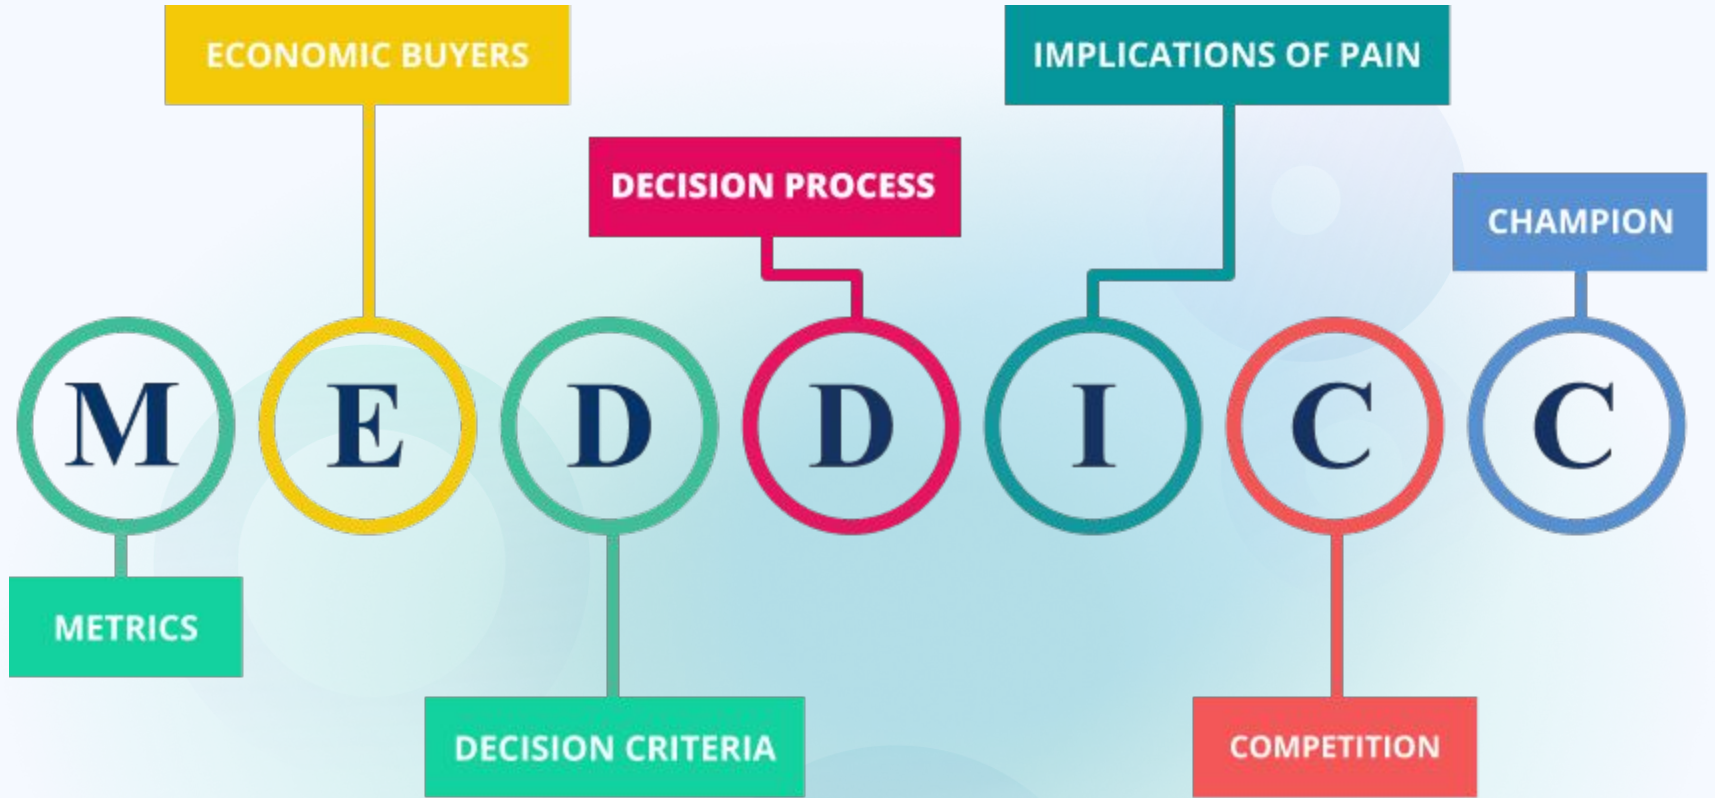 ECONOMIC BUYERS
IMPLICATIONS OF PAIN
DECISION PROCESS
CHAMPION
M E D D I C C
METRICS
DECISION CRITERIA
COMPETITION